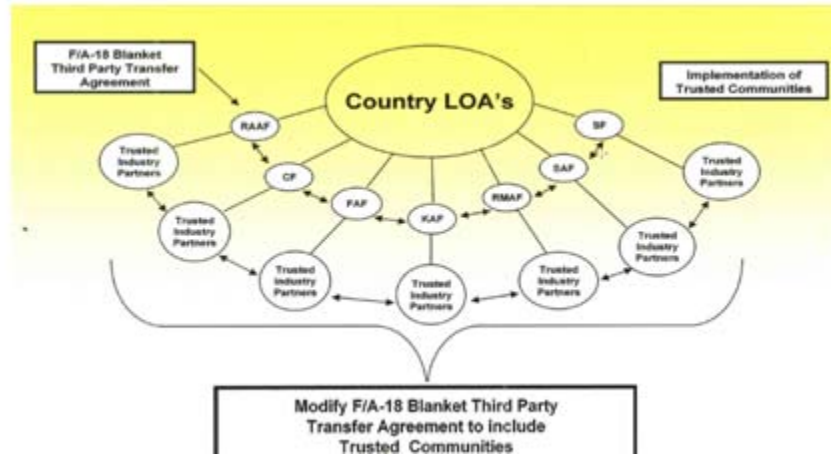 F/A-18 Blanket
Third Party Transfer
Agreement
Country LOA's
Implementation of
Trusted Communities
RAAF
SF
CF
SAF
FAF
RMAF
KAF
Trusted
Industry
Partners
Trusted
Industry
Partners
Trusted
Industry
Partners
Trusted
Industry
Partners
Trusted
Industry
Partners
Trusted
Industry
Partners
Trusted
Industry
Partners
Modify F/A-18 Blanket Third Party
Transfer Agreement to include
Trusted Communities